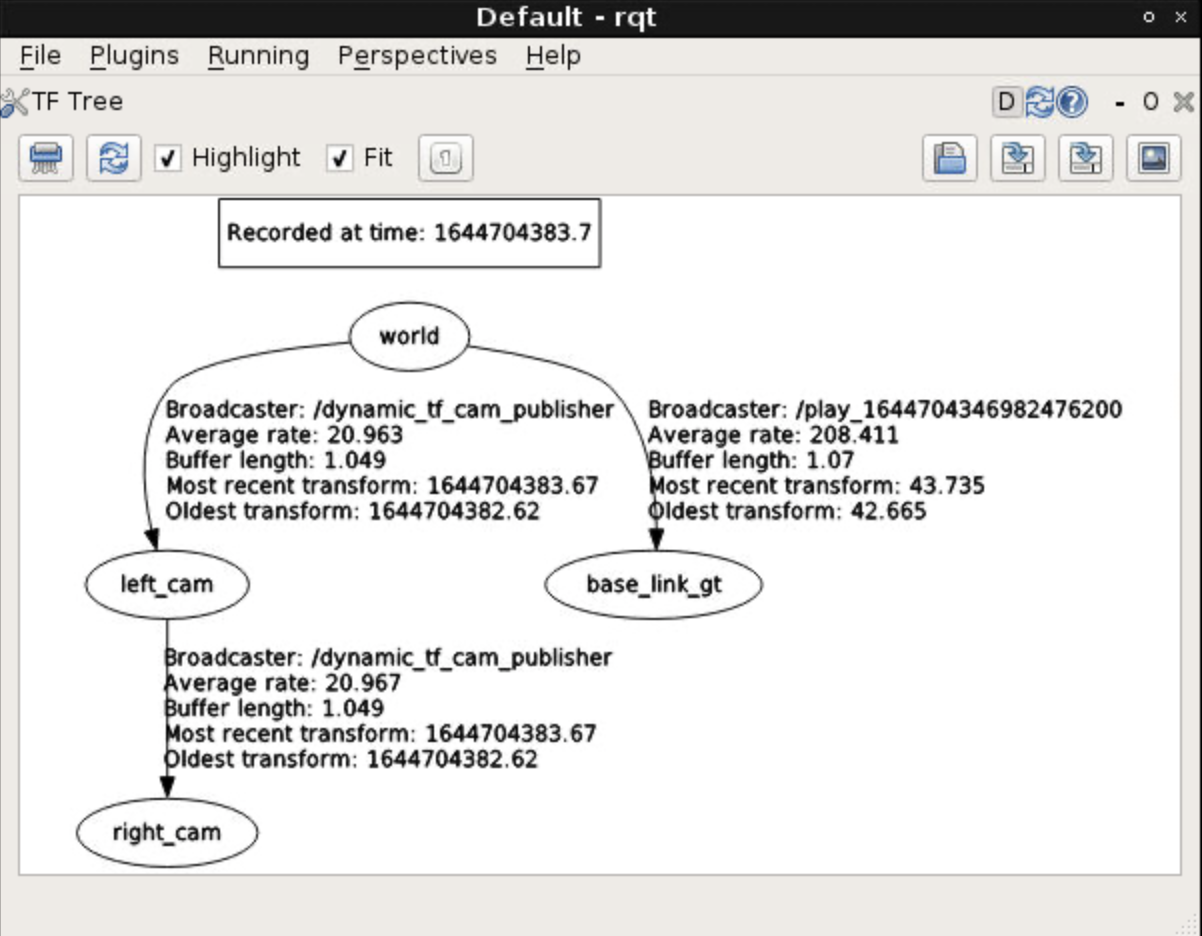 Default - rqt
File Plugins Running Perspectives Help
TF Tree
D
Highlight Fit
Recorded at time: 1644704383.7
world
Broadcaster: /dynamic_tf_cam_publisher
Average rate: 20.963
Buffer length: 1.049
Most recent transform: 1644704383.67
Oldest transform: 1644704382.62
Broadcaster: /play_1644704346982476200
Average rate: 208.411
Buffer length: 1.07
Most recent transform: 43.735
Oldest transform: 42.665
left_cam
base_link_gt
Broadcaster: /dynamic_tf_cam_publisher
Average rate: 20.967
Buffer length: 1.049
Most recent transform: 1644704383.67
Oldest transform: 1644704382.62
right_cam